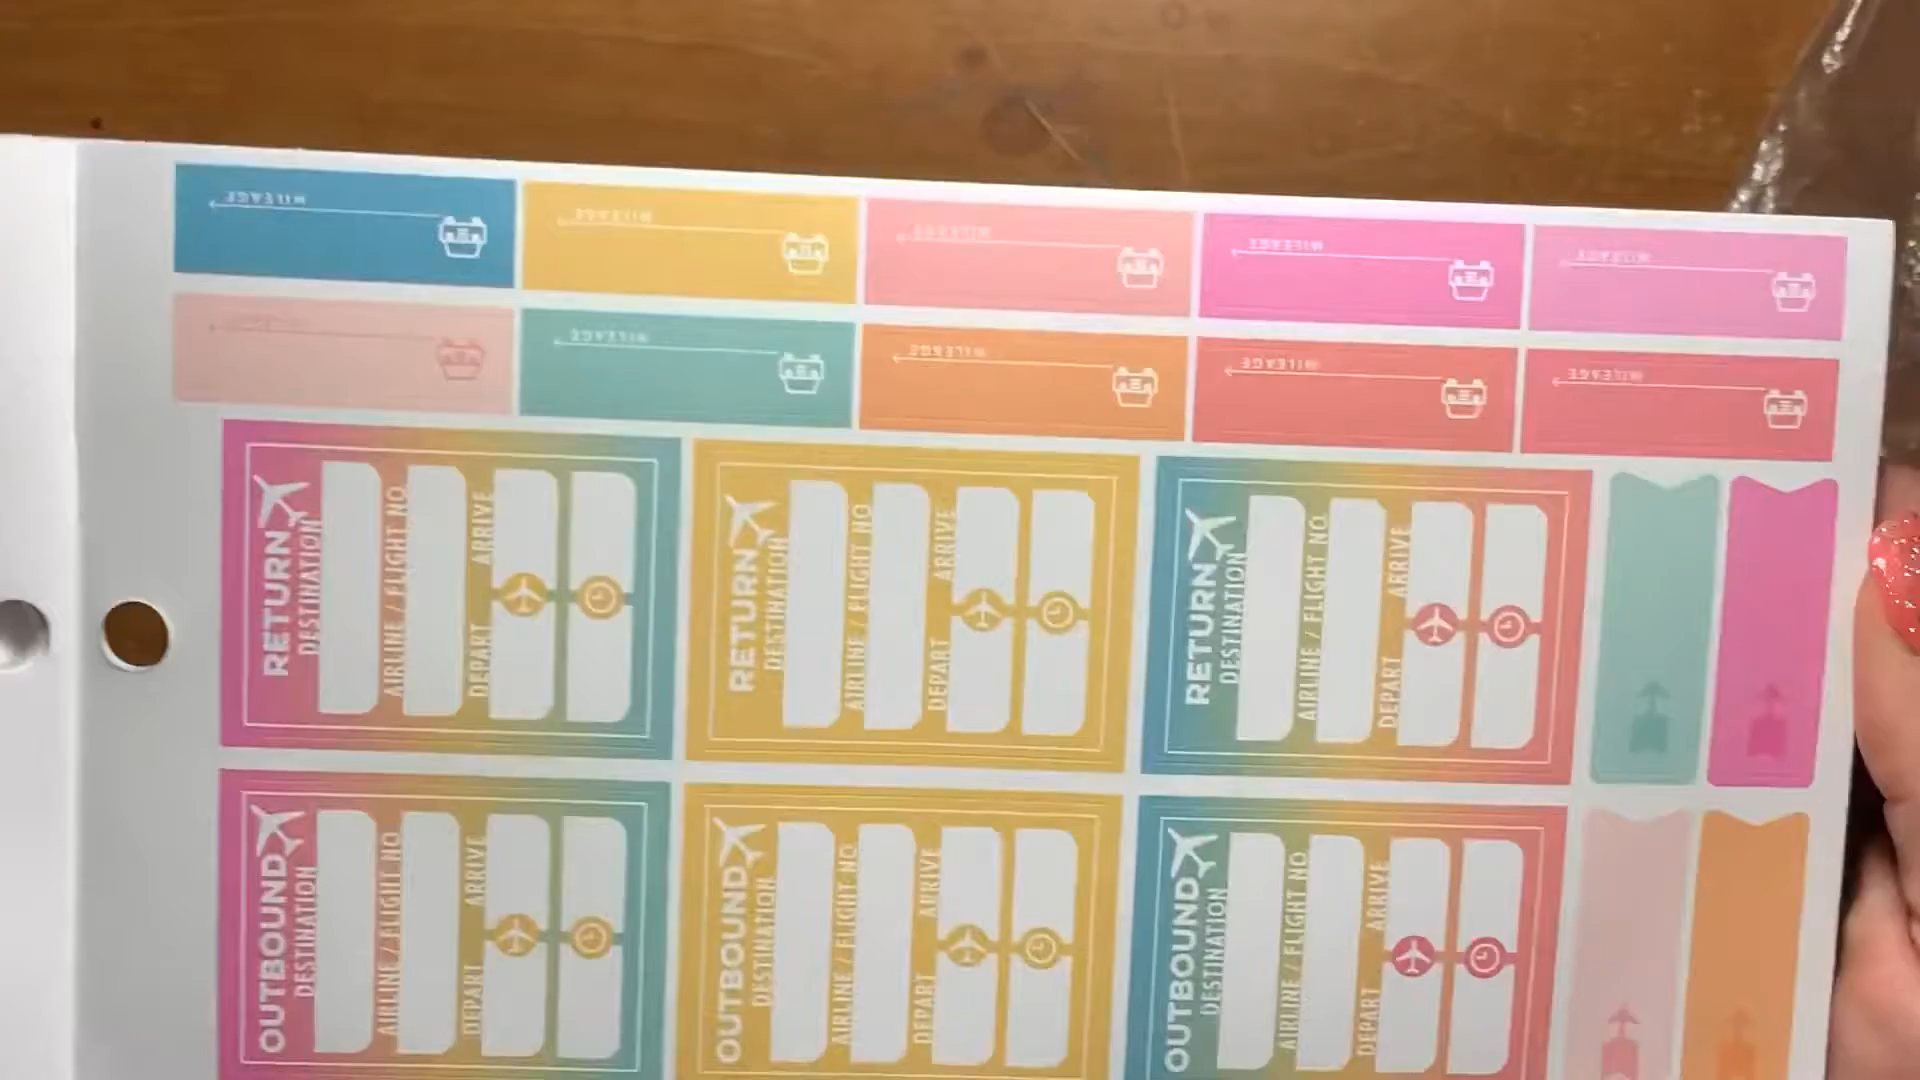 MILEAGE
MILEAGE
MILEAGE
MILEAGE
MILEAGE
MILEAGE
MILEAGE
MILEAGE
MILEAGE
RETURN
DESTINATION
AIRLINE / FLIGHT NO
DEPART ARRIVE
RETURN
DESTINATION
AIRLINE / FLIGHT NO
DEPART ARRIVE
RETURN
DESTINATION
AIRLINE / FLIGHT NO
DEPART ARRIVE
OUTBOUND
DESTINATION
AIRLINE / FLIGHT NO
DEPART ARRIVE
OUTBOUND
DESTINATION
AIRLINE / FLIGHT NO
DEPART ARRIVE
OUTBOUND
DESTINATION
AIRLINE / FLIGHT NO
DEPART ARRIVE